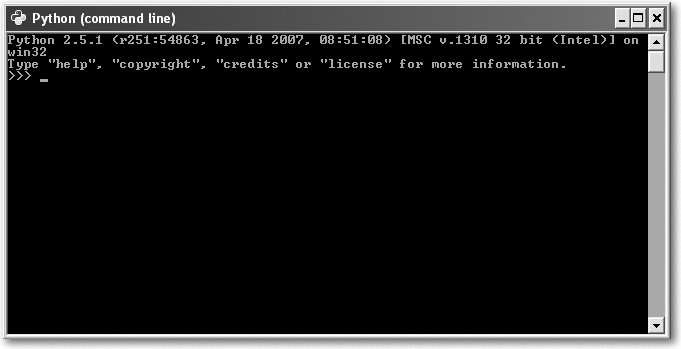 Python (command line)
Python 2.5.1 (r251:54863, Apr 18 2007, 08:51:08) [MSC v.1310 32 bit (Intel)] on
win32
Type "help", "copyright", "credits" or "license" for more information.
>>> _